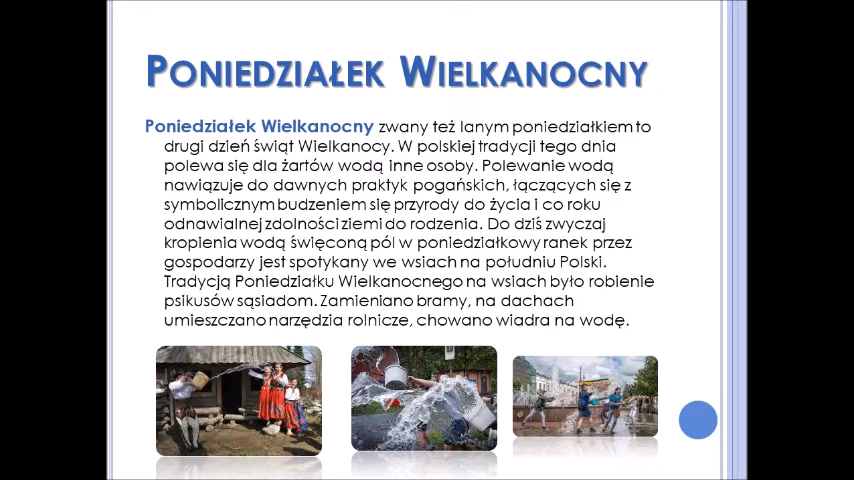 Poniedziałek Wielkanocny
Poniedziałek Wielkanocny zwany też lanym poniedziałkiem to
drugi dzień świąt Wielkanocy. W polskiej tradycji tego dnia
polewa się dla żartów wodą inne osoby. Polewanie wodą
nawiązuje do dawnych praktyk pogańskich, łączących się z
symbolicznym budzeniem się przyrody do życia i co roku
odnawialnej zdolności ziemi do rodzenia. Do dziś zwyczaj
kropienia wodą święconą pól w poniedziałkowy ranek przez
gospodarzy jest spotykany we wsiach na południu Polski.
Tradycją Poniedziałku Wielkanocnego na wsiach było robienie
psikusów sąsiadom. Zamieniano bramy, na dachach
umieszczano narzędzia rolnicze, chowano wiadra na wodę.